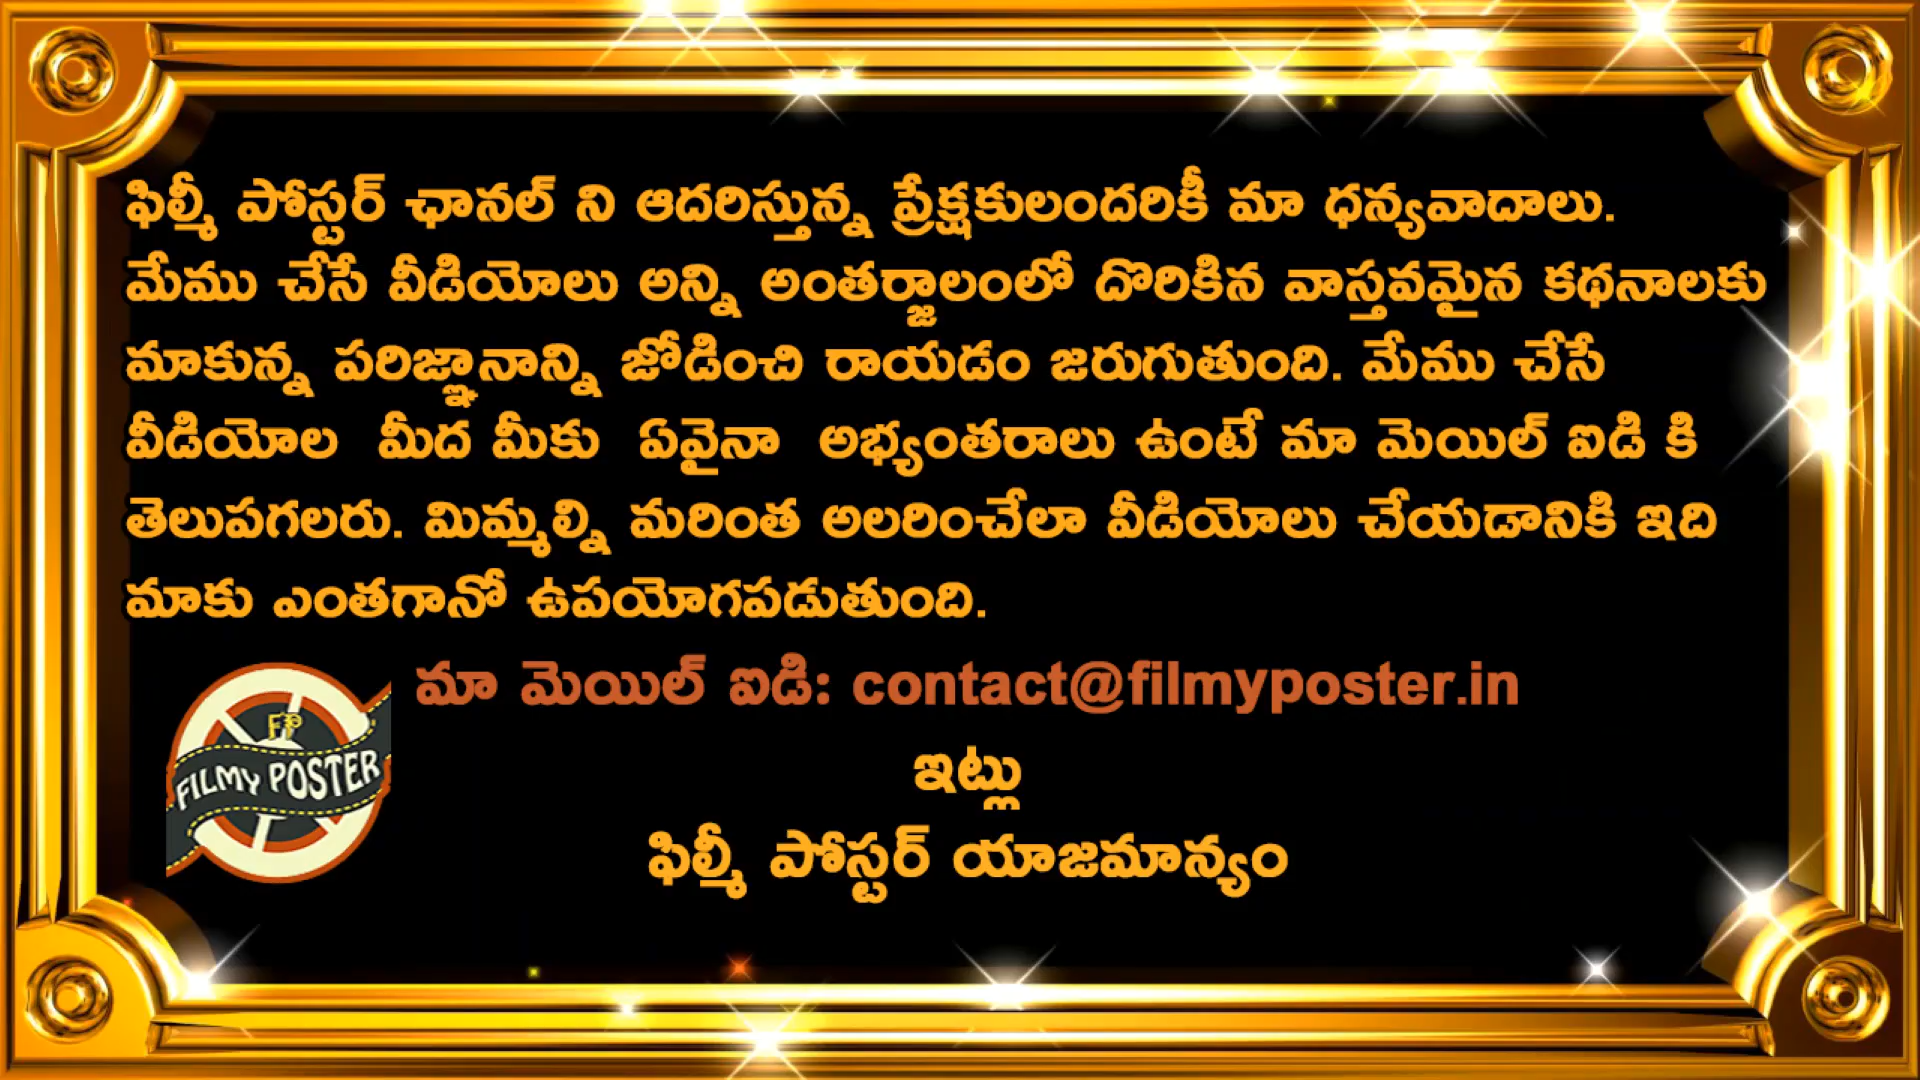 ఫిల్మీ పోస్టర్ ఛానల్ ని ఆదరిస్తున్న ప్రేక్షకులందరికీ మా ధన్యవాదాలు.
మేము చేసే వీడియోలు అన్ని అంతర్జాలంలో దొరికిన వాస్తవమైన కథనాలకు
మాకున్న పరిజ్ఞానాన్ని జోడించి రాయడం జరుగుతుంది. మేము చేసే
వీడియోల మీద మీకు ఏవైనా అభ్యంతరాలు ఉంటే మా మెయిల్ ఐడి కి
తెలుపగలరు. మిమ్మల్ని మరింత అలరించేలా వీడియోలు చేయడానికి ఇది
మాకు ఎంతగానో ఉపయోగపడుతుంది.
మా మెయిల్ ఐడి: contact@filmyposter.in
FP
FILMY POSTER
ఇట్లు
ఫిల్మీ పోస్టర్ యాజమాన్యం